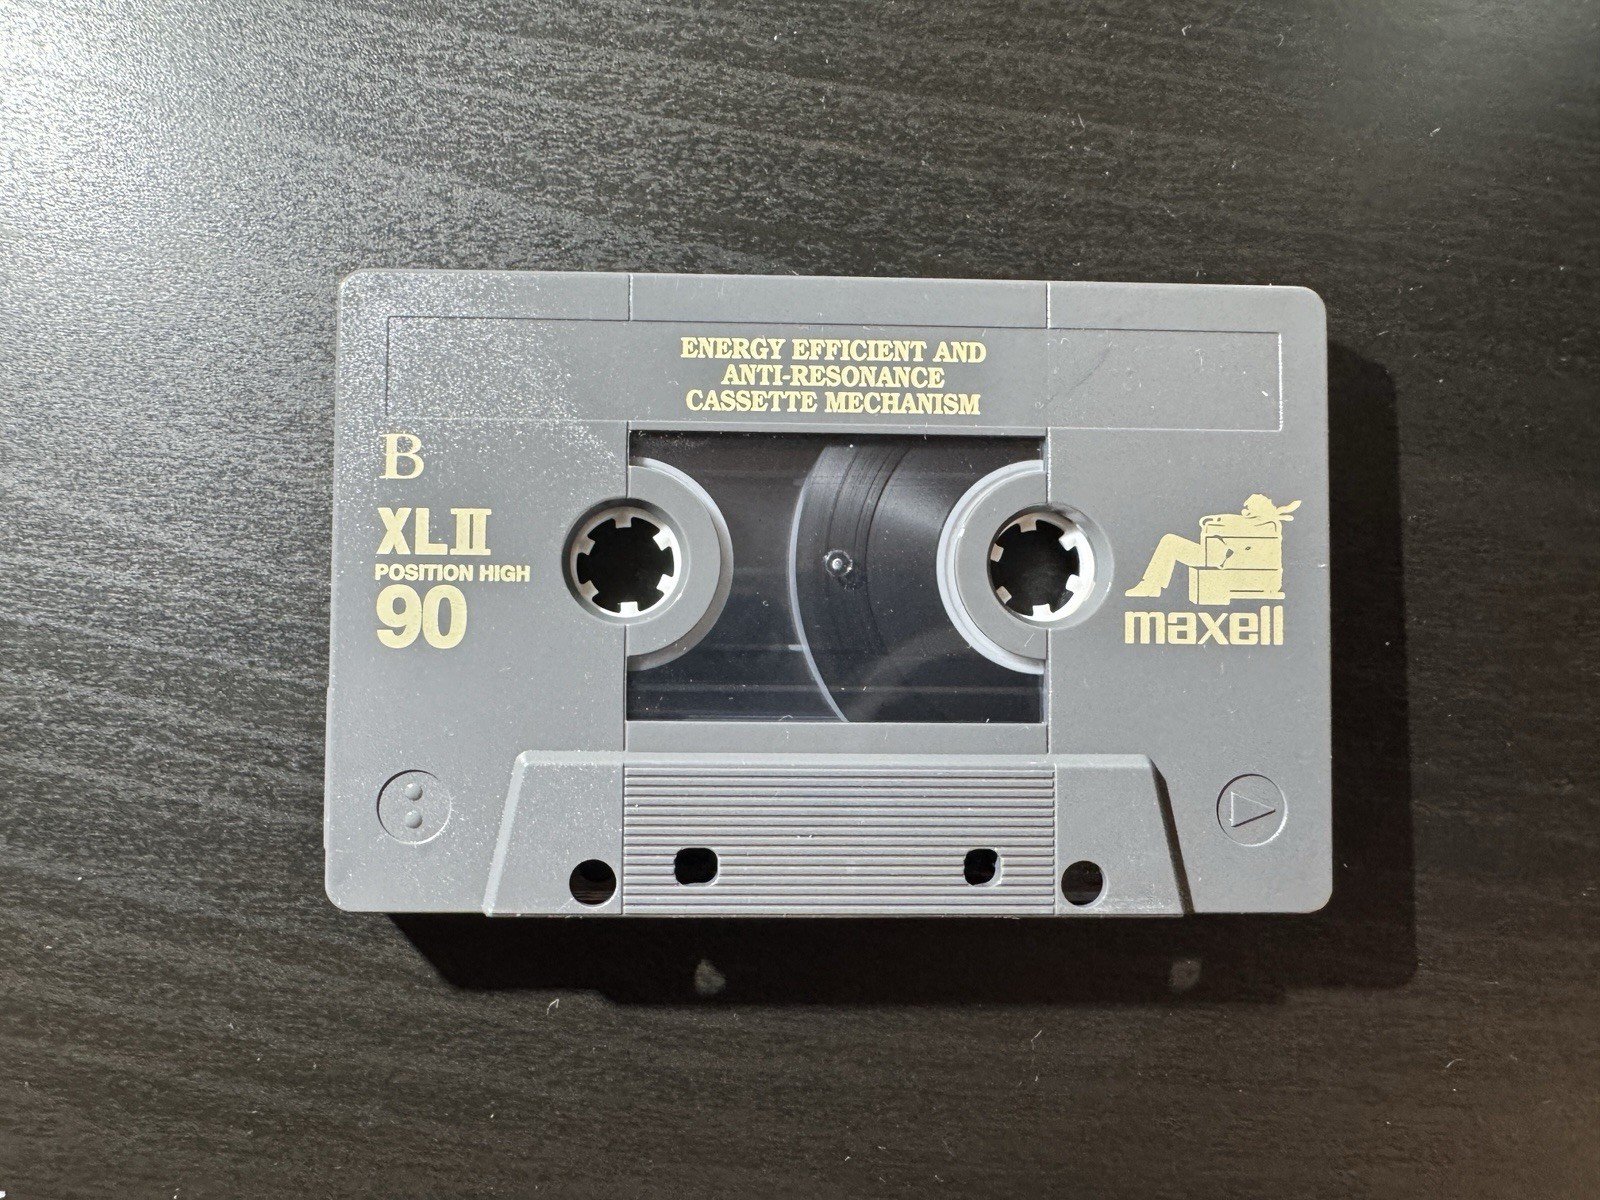 ENERGY EFFICIENT AND
ANTI-RESONANCE
CASSETTE MECHANISM
B
XLII
POSITION HIGH
90
maxell